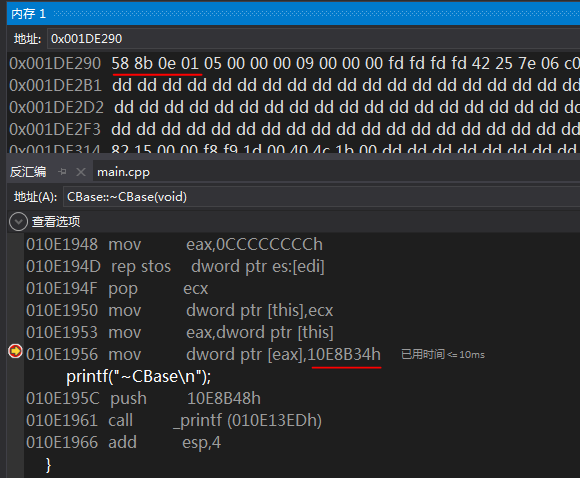 内存 1
地址: 0x001DE290
0x001DE290 58 8b 0e 01 05 00 00 00 09 00 00 00 fd fd fd fd 42 25 7e 06 c0
0x001DE2B1 dd dd dd dd dd dd dd dd dd dd dd dd dd dd dd dd dd dd dd dd dd
0x001DE2D2 dd dd dd dd dd dd dd dd dd dd dd dd dd dd dd dd dd dd dd dd dd
0x001DE2F3 dd dd dd dd dd dd dd dd dd dd dd dd dd dd dd dd dd dd dd dd dd
0x001DE314 82 15 00 00 f8 f9 1d 00 40 4c 1b 00 dd dd dd dd dd dd dd dd dd
反汇编 main.cpp
地址(A): CBase::~CBase(void)
查看选项
010E1948 mov eax,0CCCCCCCCh
010E194D rep stos dword ptr es:[edi]
010E194F pop ecx
010E1950 mov dword ptr [this],ecx
010E1953 mov eax,dword ptr [this]
010E1956 mov dword ptr [eax],10E8B34h 已用时间 <= 10ms
printf("~CBase\n");
010E195C push 10E8B48h
010E1961 call _printf (010E13EDh)
010E1966 add esp,4
}